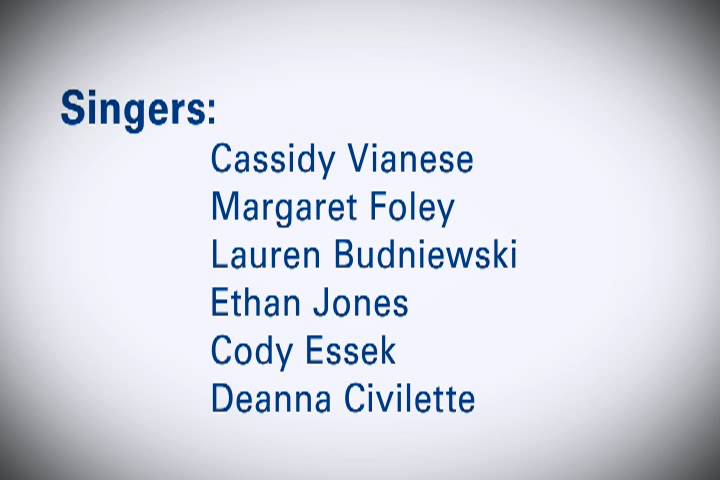 Singers:
Cassidy Vianese
Margaret Foley
Lauren Budniewski
Ethan Jones
Cody Essek
Deanna Civilette